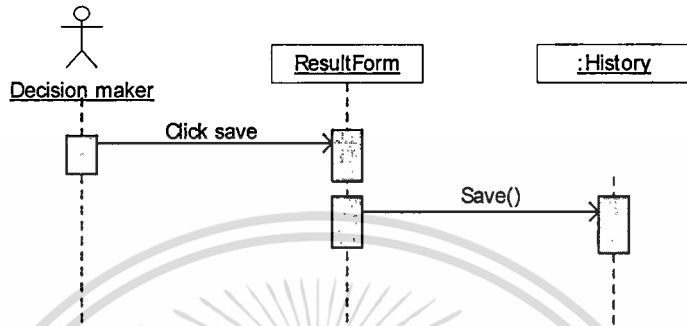 ResultForm
:History
Decision maker
Click save
Save()